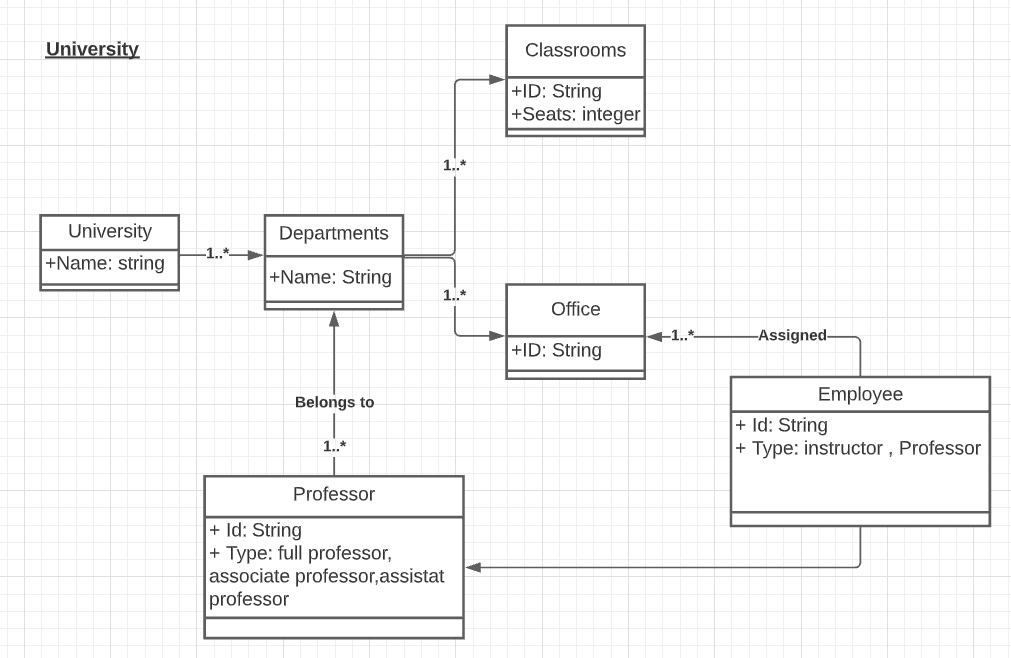 University
Classrooms
+ID: String
+Seats: integer
1..*
University
+Name: string
1..*
Departments
+Name: String
1..*
Office
+ID: String
1..*
Assigned
Employee
+ Id: String
+ Type: instructor , Professor
Belongs to
1..*
Professor
+ Id: String
+ Type: full professor,
associate professor,assistat
professor